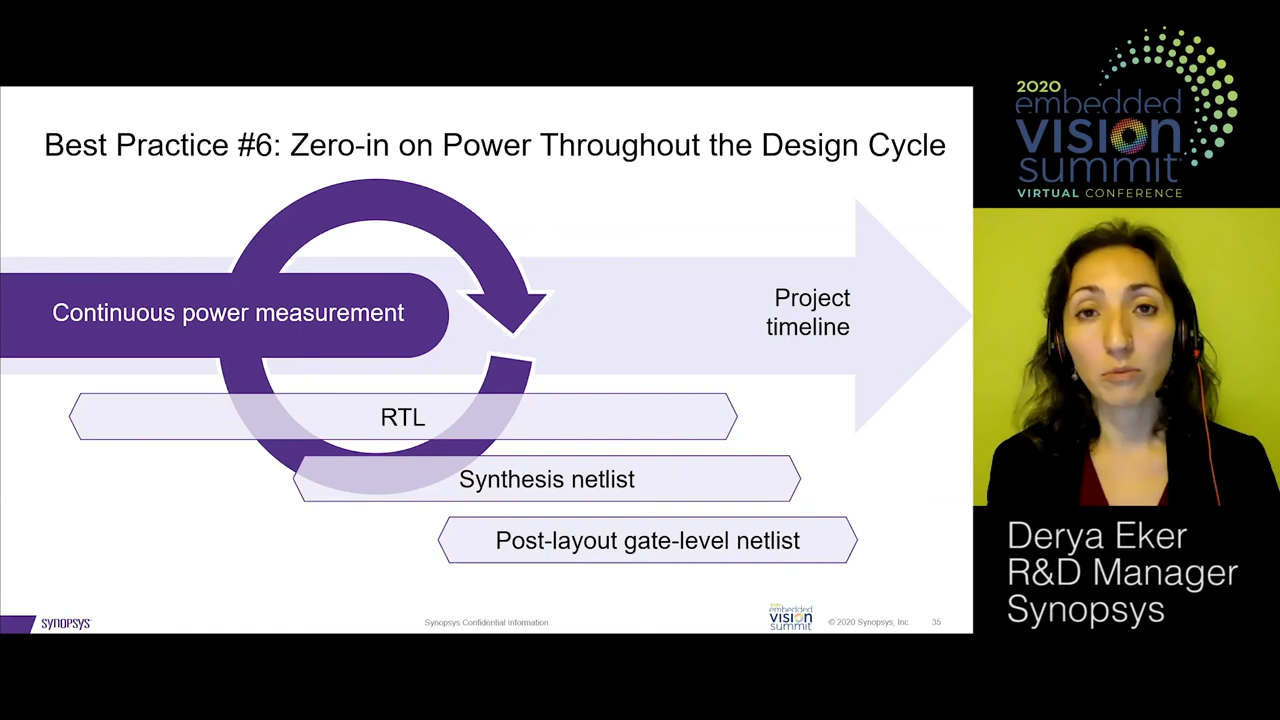 Best Practice #6: Zero-in on Power Throughout the Design Cycle
Continuous power measurement
Project
timeline
RTL
Synthesis netlist
Post-layout gate-level netlist
SYNOPSYS
Synopsys Confidential Information
2020
embedded
VISION
summit
© 2020 Synopsys, Inc.
35
2020
embedded
VISION
summit
VIRTUAL CONFERENCE
Derya Eker
R&D Manager
Synopsys